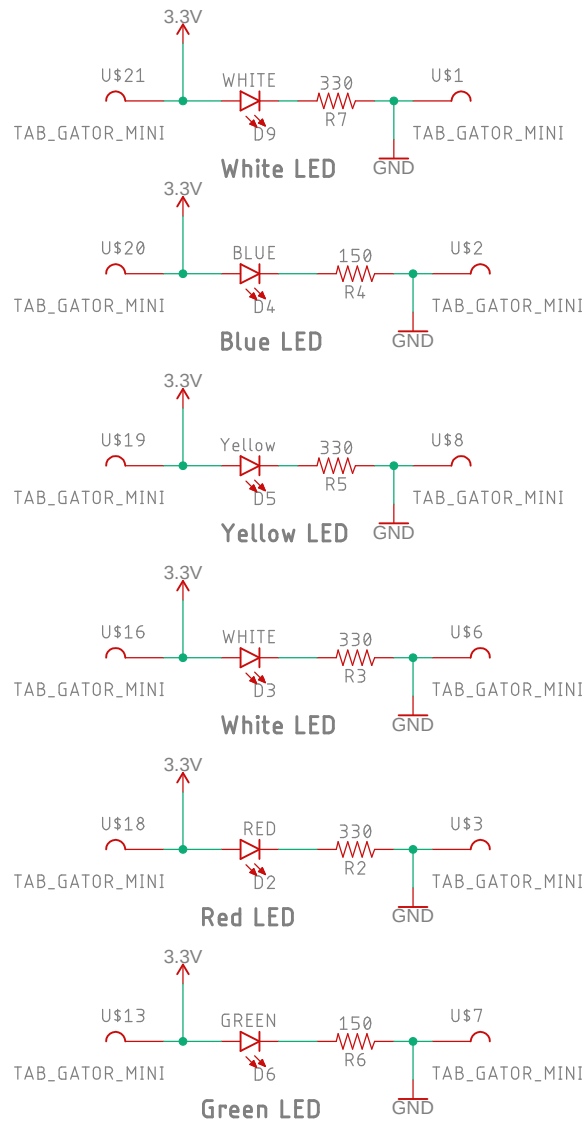 3.3V
U$21
WHITE
330
U$1
TAB_GATOR_MINI
D9
R7
TAB_GATOR_MINI
White LED
GND
3.3V
U$20
BLUE
150
U$2
TAB_GATOR_MINI
D4
R4
TAB_GATOR_MINI
Blue LED
GND
3.3V
U$19
Yellow
330
U$8
TAB_GATOR_MINI
D5
R5
TAB_GATOR_MINI
Yellow LED
GND
3.3V
U$16
WHITE
330
U$6
TAB_GATOR_MINI
D3
R3
TAB_GATOR_MINI
White LED
GND
3.3V
U$18
RED
330
U$3
TAB_GATOR_MINI
D2
R2
TAB_GATOR_MINI
Red LED
GND
3.3V
U$13
GREEN
150
U$7
TAB_GATOR_MINI
D6
R6
TAB_GATOR_MINI
Green LED
GND